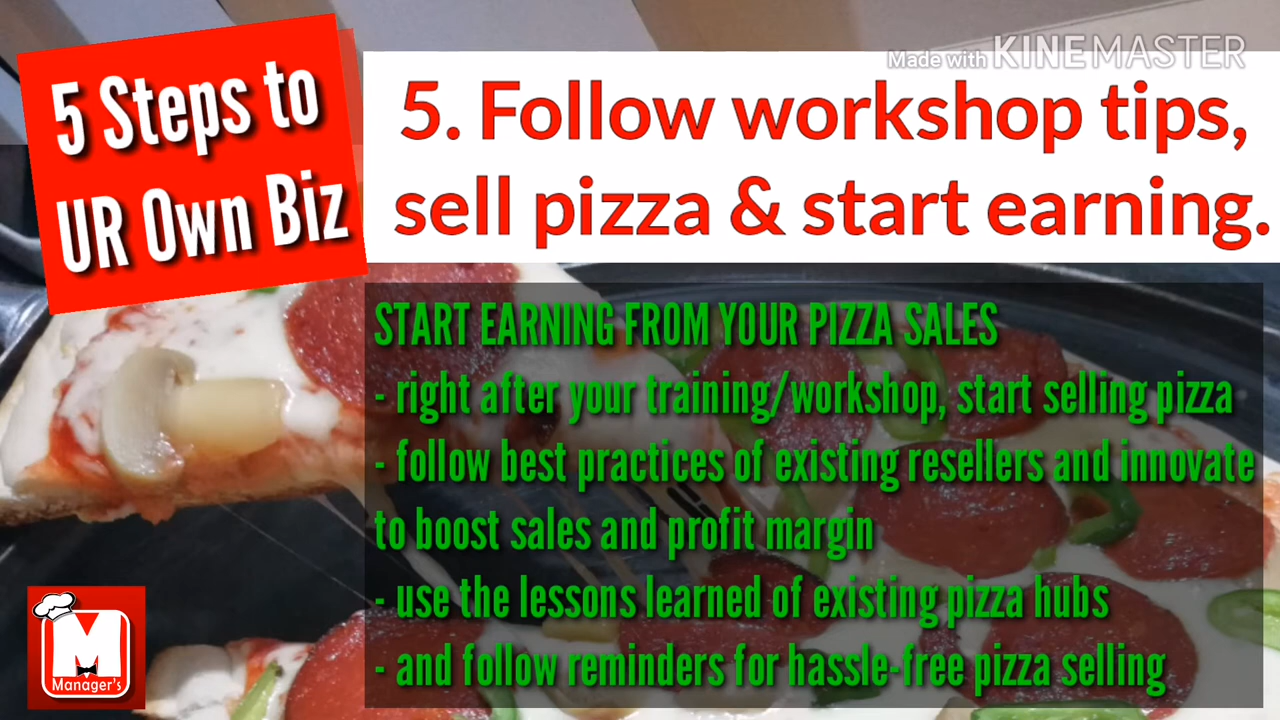 Made with KINEMASTER
5 Steps to
UR Own Biz
5. Follow workshop tips,
sell pizza & start earning.
START EARNING FROM YOUR PIZZA SALES
- right after your training/workshop, start selling pizza
- follow best practices of existing resellers and innovate
to boost sales and profit margin
- use the lessons learned of existing pizza hubs
- and follow reminders for hassle-free pizza selling
M
Manager's